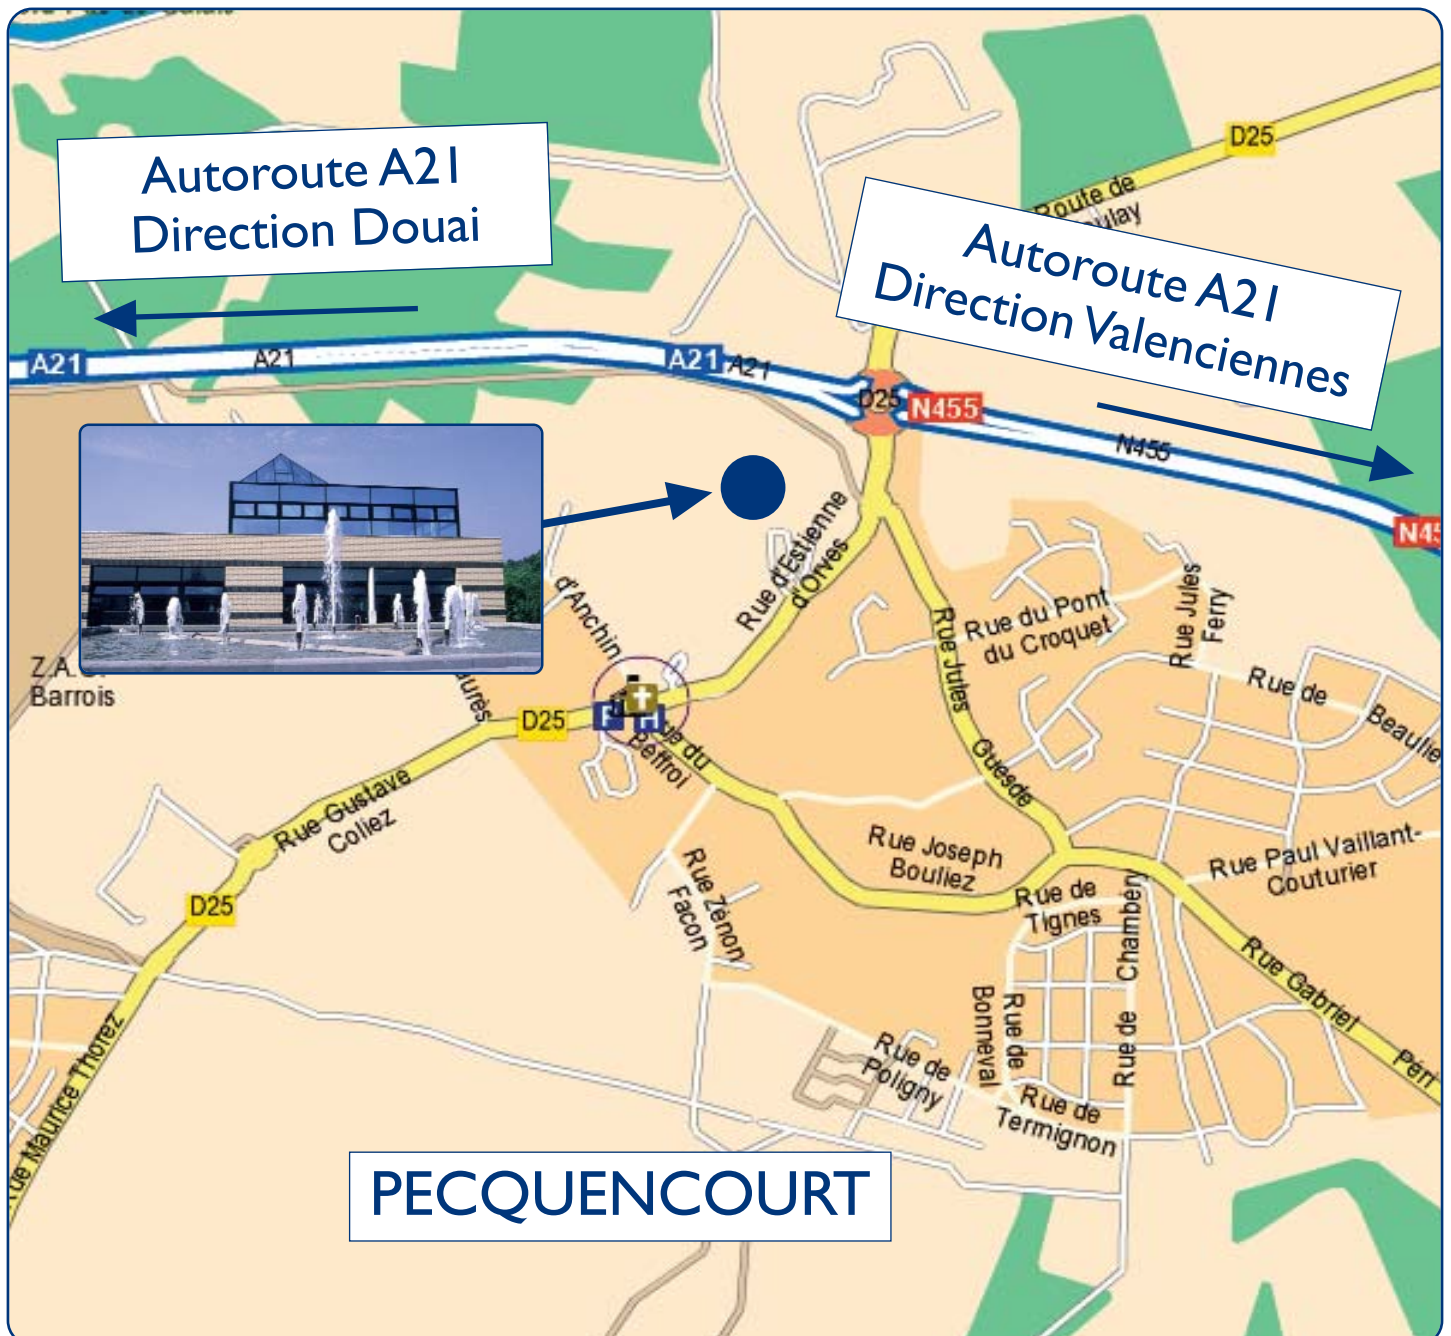 D25
Route de
Autoroute A21
Direction Douai
Autoroute A21
Direction Valenciennes
A21
A21
A21
A21
D25
N455
N455
Rue d'Estienne
d'Orves
d'Anchin
Rue Jules
Guesde
Rue du Pont
du Croquet
Rue Jules
Ferry
Rue de
Z.A.
Barrois
D25
P
H
Rue du
Beffroi
Rue Gustave
Coliez
Rue Joseph
Bouliez
Rue Paul Vaillant-
Couturier
D25
Rue Zénon
Facon
Rue de
Tignes
Rue de Chambéry
Rue Gabriel
Péri
Rue de
Bonneval
Rue Maurice Thorez
Rue de
Poligny
Rue de
Termignon
PECQUENCOURT